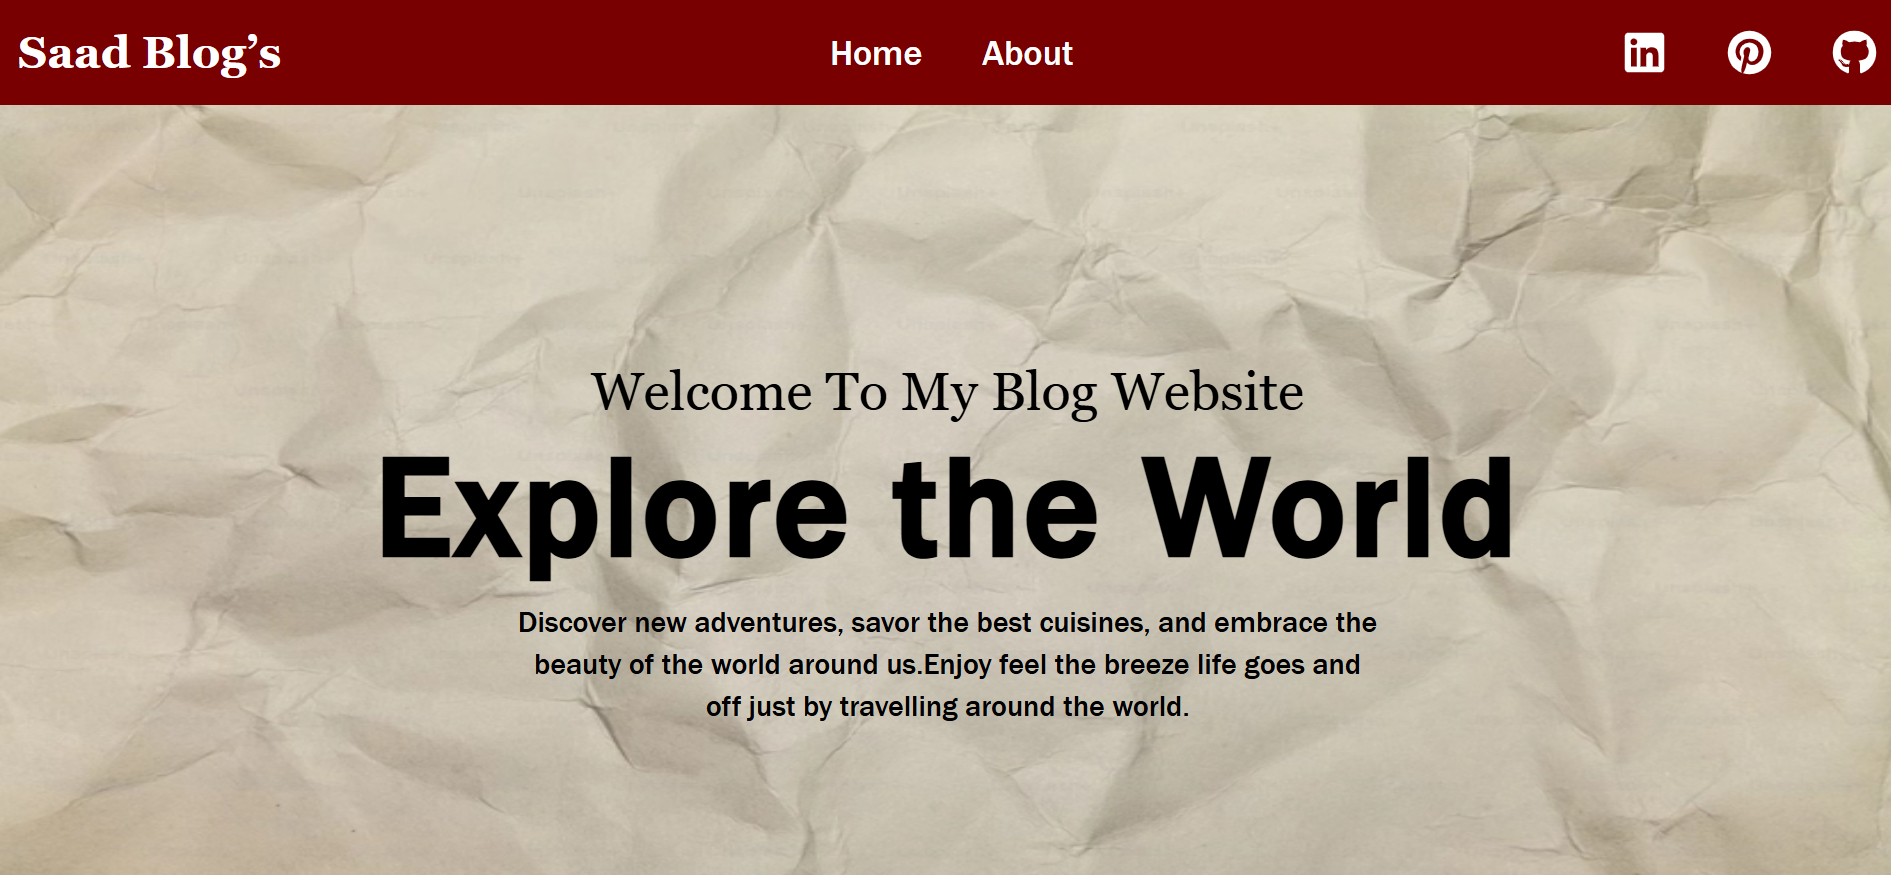 Saad Blog’s
Home About
Welcome To My Blog Website
Explore the World
Discover new adventures, savor the best cuisines, and embrace the
beauty of the world around us.Enjoy feel the breeze life goes and
off just by travelling around the world.